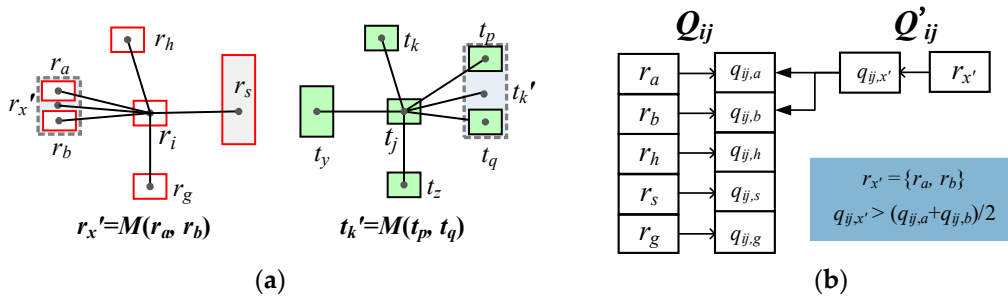 r_h
r_a
r_x'
r_b
r_i
r_s
r_g
r_x'=M(r_a, r_b)
t_k
t_p
t_k'
t_q
t_j
t_y
t_z
t_k'=M(t_p, t_q)
(a)
Q_ij Q'_ij
r_a q_ij,a q_ij,x' r_x'
r_b q_ij,b
r_h q_ij,h
r_s q_ij,s
r_g q_ij,g
r_x' ={r_a, r_b}
q_ij,x' > (q_ij,a+q_ij,b)/2
(b)